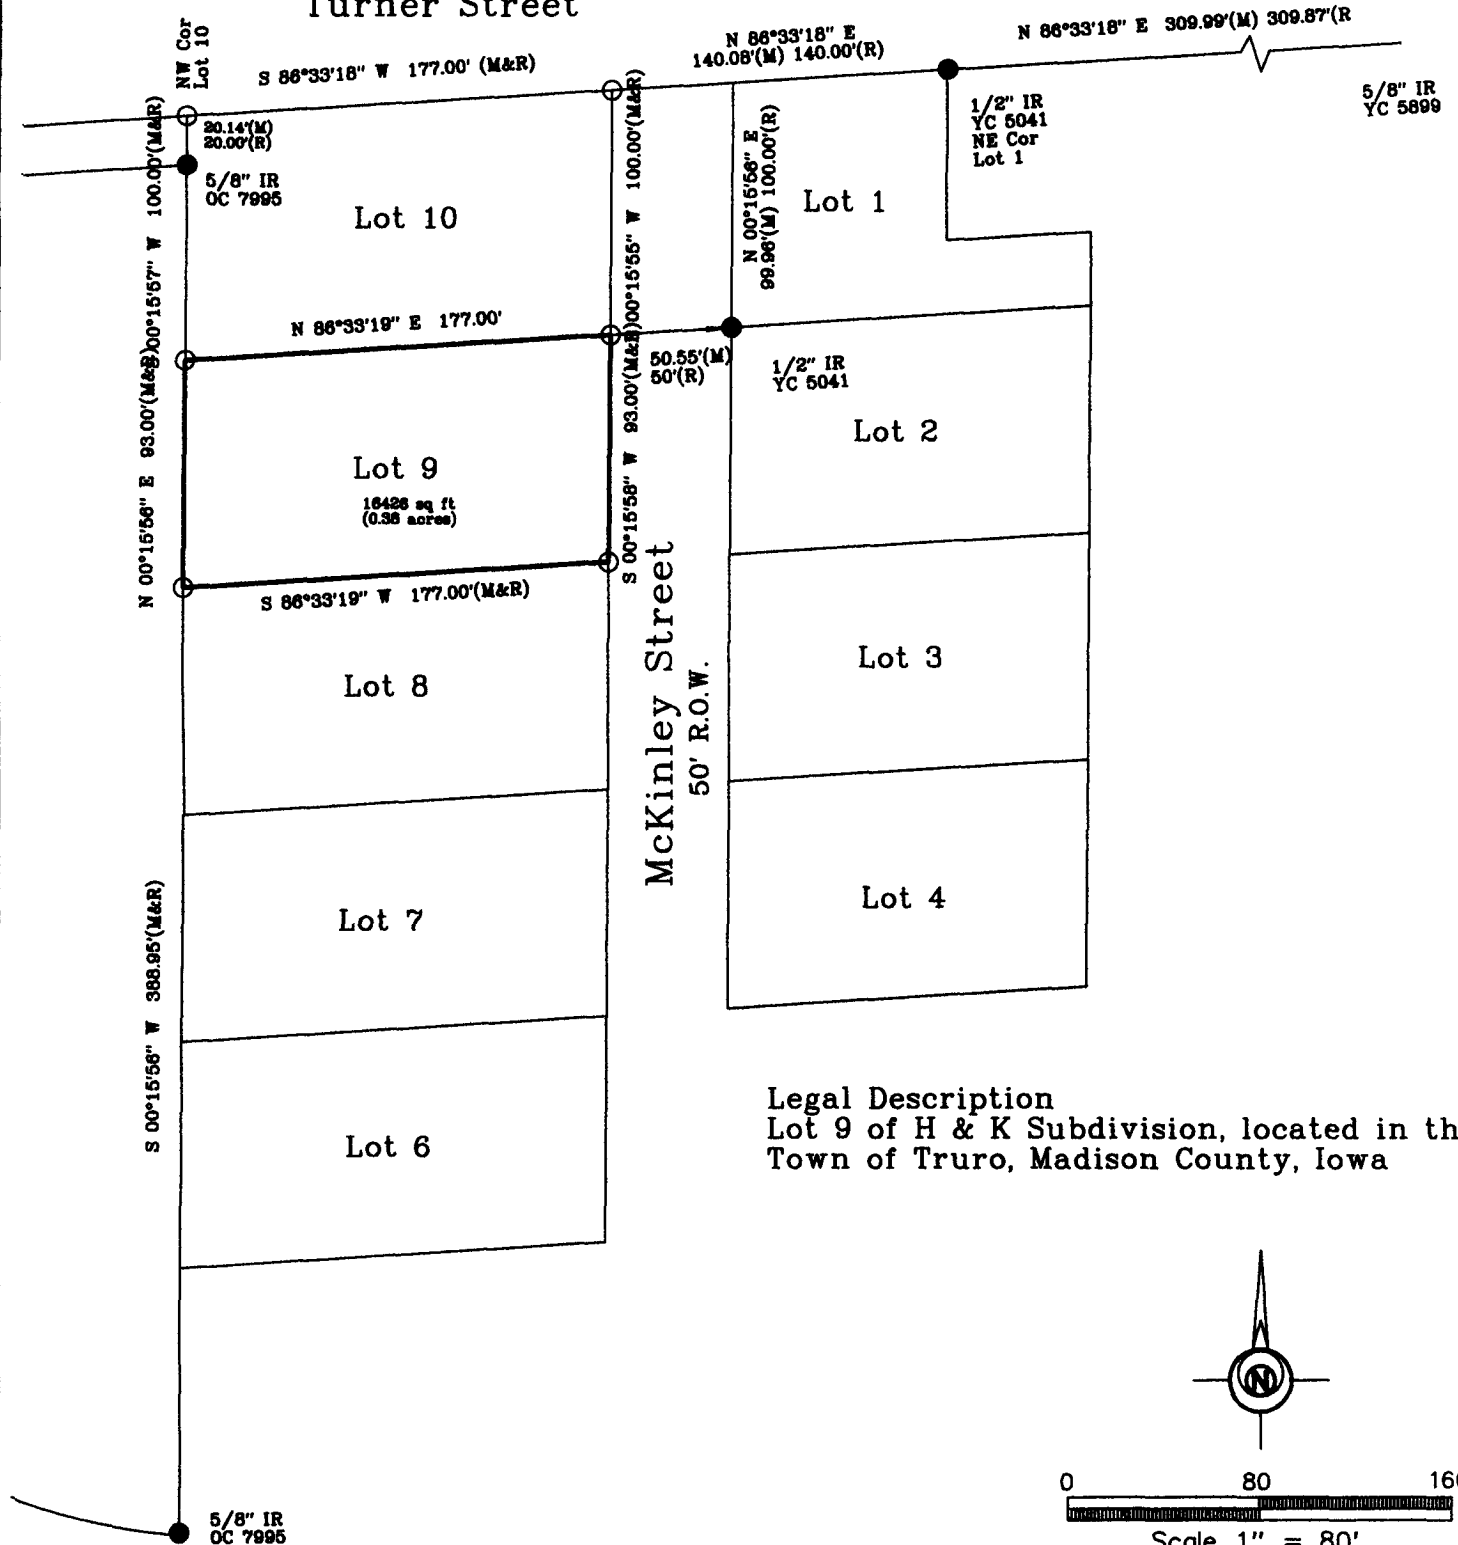 Turner Street
NW Cor
Lot 10
S 86°33'18" W 177.00' (M&R)
N 86°33'18" E
140.08'(M) 140.00'(R)
N 86°33'18" E 309.99'(M) 309.87'(R
20.14'(M)
20.00'(R)
5/8" IR
OC 7995
1/2" IR
YC 5041
NE Cor
Lot 1
5/8" IR
YC 5899
00°15'57" W 100.00'(M&R)
00°15'55" W 100.00'(M&R)
N 00°15'56" E
99.96'(M) 100.00'(R)
Lot 10
Lot 1
N 86°33'19" E 177.00'
50.55'(M)
50'(R)
1/2" IR
YC 5041
N 00°15'56" E 93.00'(M&R)
S 00°15'58" W 93.00'(M&R)
Lot 9
16426 sq ft
(0.38 acres)
Lot 2
S 86°33'19" W 177.00'(M&R)
McKinley Street
50' R.O.W.
Lot 8
Lot 3
Lot 7
Lot 4
S 00°15'56" W 388.95'(M&R)
Lot 6
Legal Description
Lot 9 of H & K Subdivision, located in th
Town of Truro, Madison County, Iowa
N
0 80 160
Scale 1" = 80'
5/8" IR
OC 7995